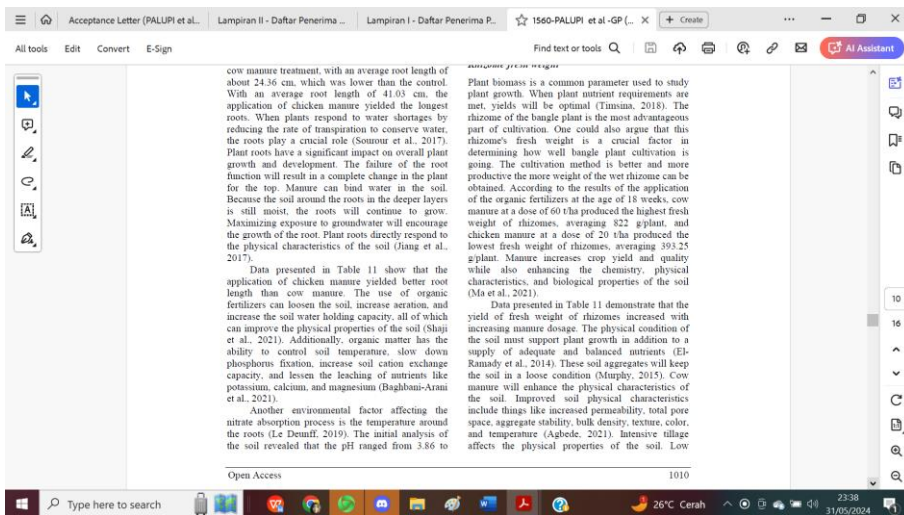 Acceptance Letter (PALUPI et al...
Lampiran II - Daftar Penerima ...
Lampiran I - Daftar Penerima P...
1560-PALUPI et al -GP (...
+ Create
All tools
Edit
Convert
E-Sign
Find text or tools
AI Assistant
cow manure treatment, with an average root length of
about 24.36 cm, which was lower than the control.
With an average root length of 41.03 cm, the
application of chicken manure yielded the longest
roots. When plants respond to water shortages by
reducing the rate of transpiration to conserve water,
the roots play a crucial role (Sourour et al., 2017).
Plant roots have a significant impact on overall plant
growth and development. The failure of the root
function will result in a complete change in the plant
for the top. Manure can bind water in the soil.
Because the soil around the roots in the deeper layers
is still moist, the roots will continue to grow.
Maximizing exposure to groundwater will encourage
the growth of the root. Plant roots directly respond to
the physical characteristics of the soil (Jiang et al.,
2017).
Data presented in Table 11 show that the
application of chicken manure yielded better root
length than cow manure. The use of organic
fertilizers can loosen the soil, increase aeration, and
increase the soil water holding capacity, all of which
can improve the physical properties of the soil (Shaji
et al., 2021). Additionally, organic matter has the
ability to control soil temperature, slow down
phosphorus fixation, increase soil cation exchange
capacity, and lessen the leaching of nutrients like
potassium, calcium, and magnesium (Baghbani-Arani
et al., 2021).
Another environmental factor affecting the
nitrate absorption process is the temperature around
the roots (Le Deunff, 2019). The initial analysis of
the soil revealed that the pH ranged from 3.86 to
Rhizome fresh weight
Plant biomass is a common parameter used to study
plant growth. When plant nutrient requirements are
met, yields will be optimal (Timsina, 2018). The
rhizome of the bangle plant is the most advantageous
part of cultivation. One could also argue that this
rhizome's fresh weight is a crucial factor in
determining how well bangle plant cultivation is
going. The cultivation method is better and more
productive the more weight of the wet rhizome can be
obtained. According to the results of the application
of the organic fertilizers at the age of 18 weeks, cow
manure at a dose of 60 t/ha produced the highest fresh
weight of rhizomes, averaging 822 g/plant, and
chicken manure at a dose of 20 t/ha produced the
lowest fresh weight of rhizomes, averaging 393.25
g/plant. Manure increases crop yield and quality
while also enhancing the chemistry, physical
characteristics, and biological properties of the soil
(Ma et al., 2021).
Data presented in Table 11 demonstrate that the
yield of fresh weight of rhizomes increased with
increasing manure dosage. The physical condition of
the soil must support plant growth in addition to a
supply of adequate and balanced nutrients (El-
Ramady et al., 2014). These soil aggregates will keep
the soil in a loose condition (Murphy, 2015). Cow
manure will enhance the physical characteristics of
the soil. Improved soil physical characteristics
include things like increased permeability, total pore
space, aggregate stability, bulk density, texture, color,
and temperature (Agbede, 2021). Intensive tillage
affects the physical properties of the soil. Low
Open Access
1010
10
16
Type here to search
26°C Cerah
23:38
31/05/2024